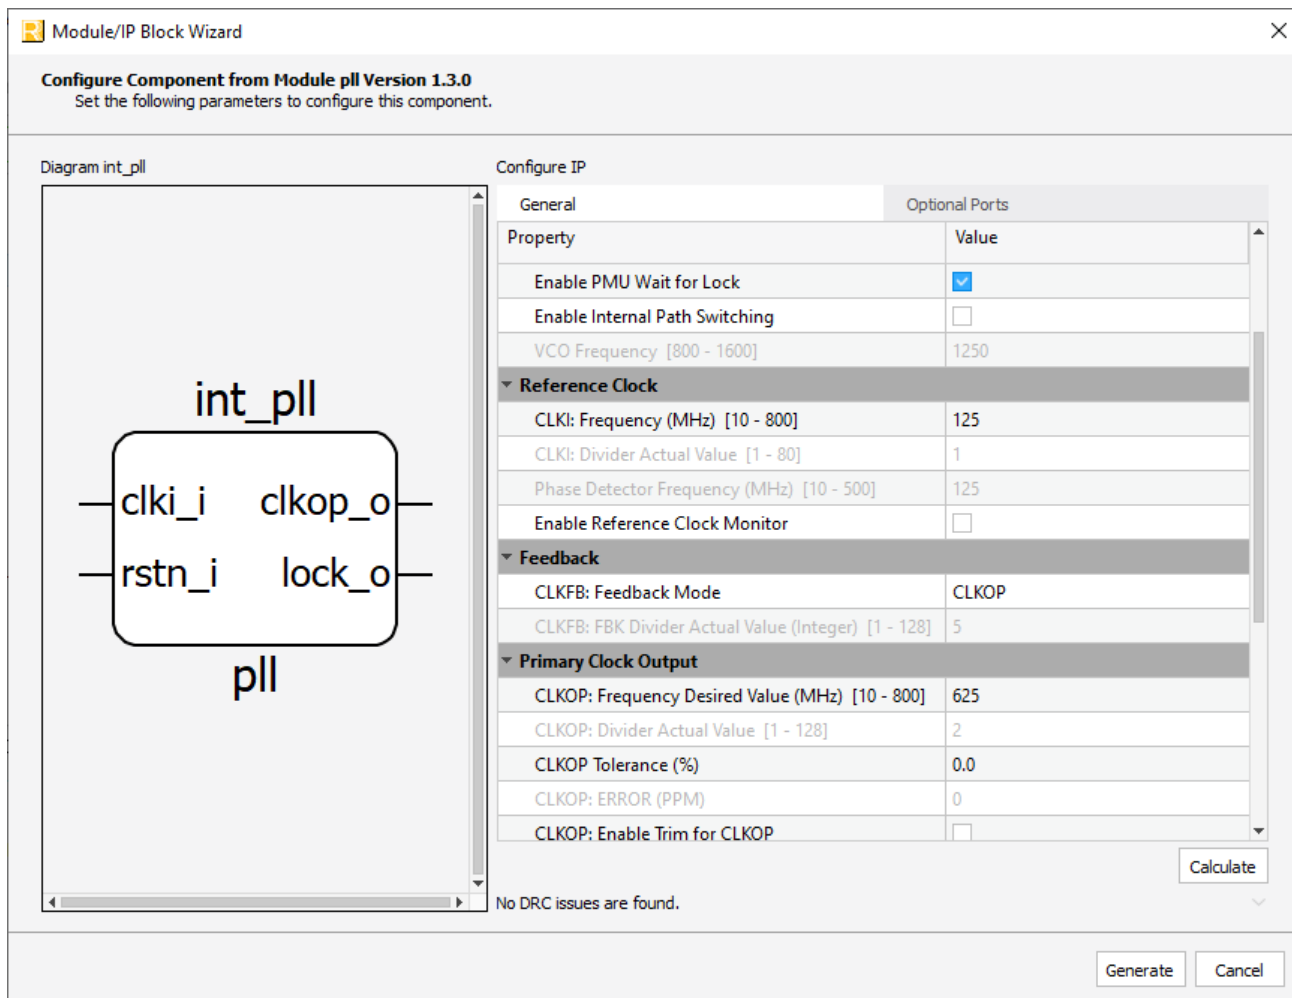 Module/IP Block Wizard
Configure Component from Module pll Version 1.3.0
Set the following parameters to configure this component.
Diagram int_pll
int_pll
clki_i clkop_o
rstn_i lock_o
pll
Configure IP
General Optional Ports
Property Value
Enable PMU Wait for Lock
Enable Internal Path Switching
VCO Frequency [800 - 1600] 1250
Reference Clock
CLKI: Frequency (MHz) [10 - 800] 125
CLKI: Divider Actual Value [1 - 80] 1
Phase Detector Frequency (MHz) [10 - 500] 125
Enable Reference Clock Monitor
Feedback
CLKFB: Feedback Mode CLKOP
CLKFB: FBK Divider Actual Value (Integer) [1 - 128] 5
Primary Clock Output
CLKOP: Frequency Desired Value (MHz) [10 - 800] 625
CLKOP: Divider Actual Value [1 - 128] 2
CLKOP Tolerance (%) 0.0
CLKOP: ERROR (PPM) 0
CLKOP: Enable Trim for CLKOP
Calculate
No DRC issues are found.
Generate Cancel